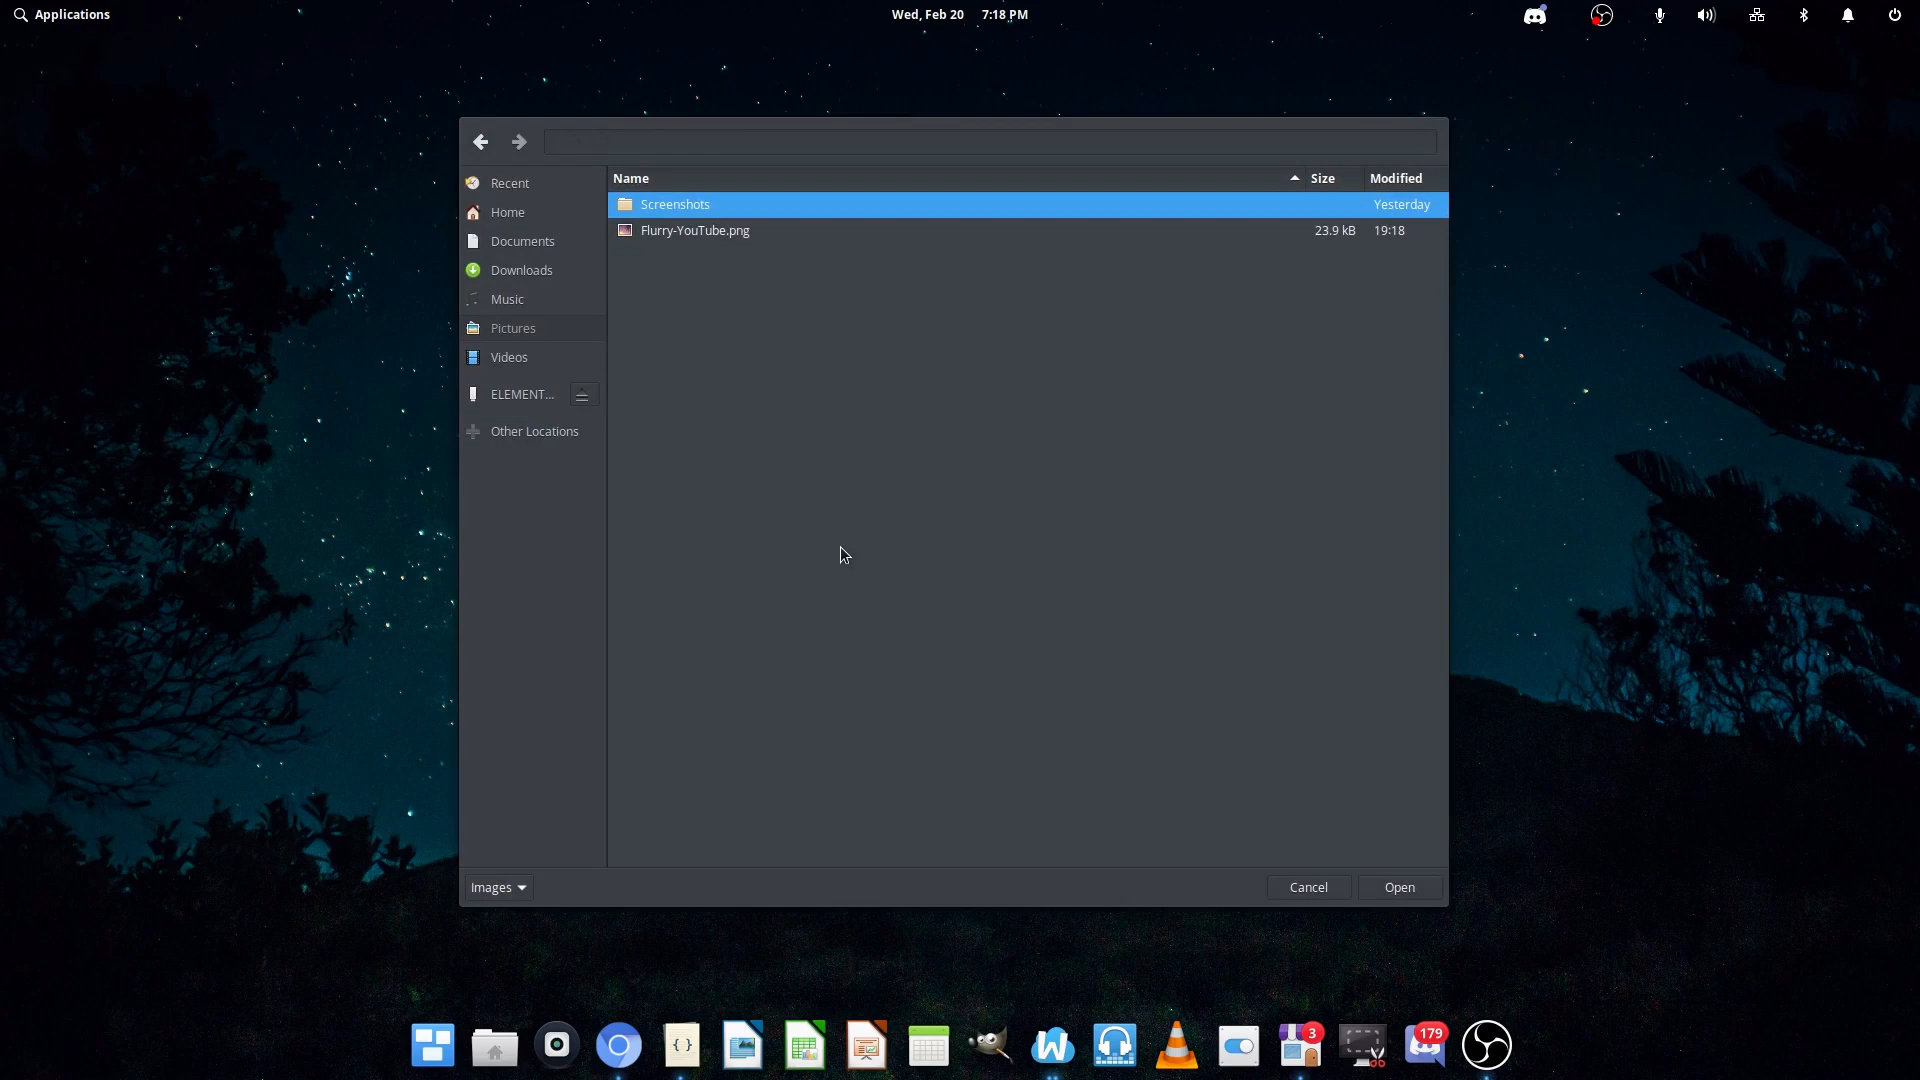 Applications
Wed, Feb 20 7:18 PM
Name Size Modified
Recent
Home
Documents
Downloads
Music
Pictures
Videos
ELEMENT...
Other Locations
Screenshots Yesterday
Flurry-YouTube.png 23.9 kB 19:18
Images
Cancel
Open
{ }
W
3
179